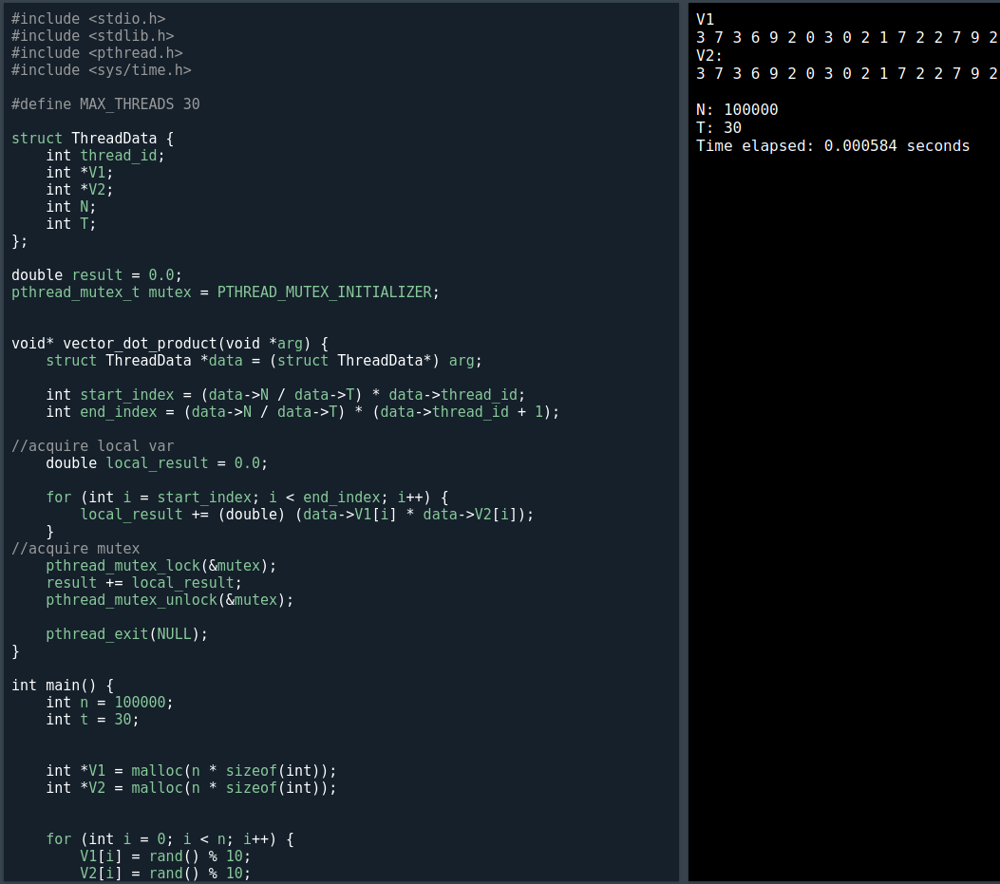 #include <stdio.h>
#include <stdlib.h>
#include <pthread.h>
#include <sys/time.h>
#define MAX_THREADS 30
struct ThreadData {
    int thread_id;
    int *V1;
    int *V2;
    int N;
    int T;
};
double result = 0.0;
pthread_mutex_t mutex = PTHREAD_MUTEX_INITIALIZER;
void* vector_dot_product(void *arg) {
    struct ThreadData *data = (struct ThreadData*) arg;
    int start_index = (data->N / data->T) * data->thread_id;
    int end_index = (data->N / data->T) * (data->thread_id + 1);
//acquire local var
    double local_result = 0.0;
    for (int i = start_index; i < end_index; i++) {
        local_result += (double) (data->V1[i] * data->V2[i]);
    }
//acquire mutex
    pthread_mutex_lock(&mutex);
    result += local_result;
    pthread_mutex_unlock(&mutex);
    pthread_exit(NULL);
}
int main() {
    int n = 100000;
    int t = 30;
    int *V1 = malloc(n * sizeof(int));
    int *V2 = malloc(n * sizeof(int));
    for (int i = 0; i < n; i++) {
        V1[i] = rand() % 10;
        V2[i] = rand() % 10;
V1
3 7 3 6 9 2 0 3 0 2 1 7 2 2 7 9 2
V2:
3 7 3 6 9 2 0 3 0 2 1 7 2 2 7 9 2
N: 100000
T: 30
Time elapsed: 0.000584 seconds